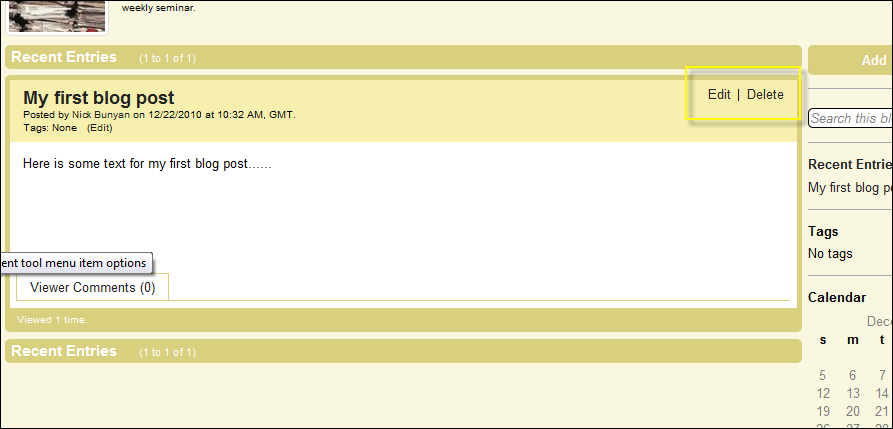 weekly seminar.
Recent Entries (1 to 1 of 1)
My first blog post
Posted by Nick Bunyan on 12/22/2010 at 10:32 AM, GMT.
Tags: None (Edit)
Edit | Delete
Here is some text for my first blog post......
ent tool menu item options
Viewer Comments (0)
Viewed 1 time.
Recent Entries (1 to 1 of 1)
Add
Search this bl
Recent Entrie
My first blog p
Tags
No tags
Calendar
Dece
s m t
5 6 7
12 13 14
19 20 21
26 27 28